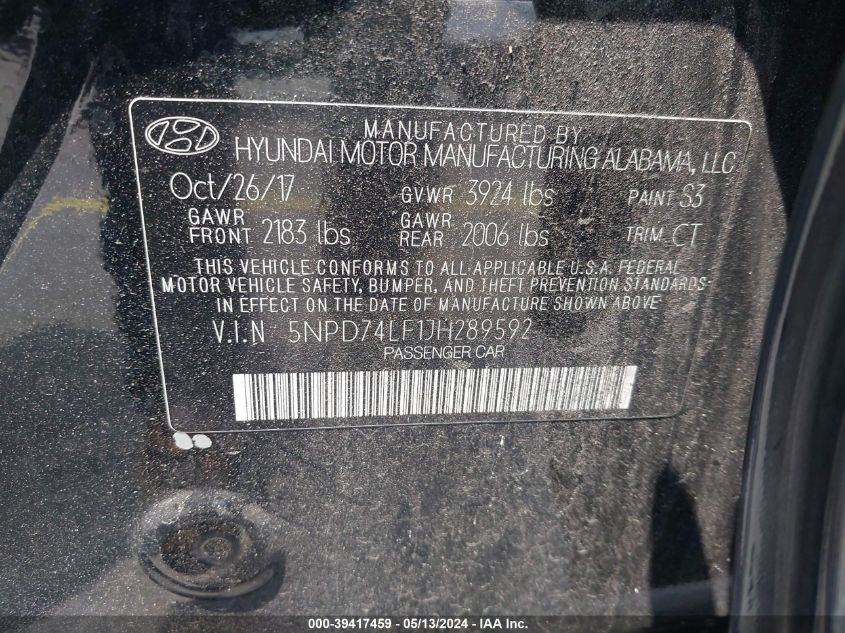 MANUFACTURED BY
HYUNDAI MOTOR MANUFACTURING ALABAMA, LLC
Oct/26/17 GVWR 3924 lbs PAINT S3
GAWR FRONT 2183 lbs GAWR REAR 2006 lbs TRIM CT
THIS VEHICLE CONFORMS TO ALL APPLICABLE U.S.A. FEDERAL
MOTOR VEHICLE SAFETY, BUMPER, AND THEFT PREVENTION STANDARDS
IN EFFECT ON THE DATE OF MANUFACTURE SHOWN ABOVE
V.I.N 5NPD74LF1JH289592
PASSENGER CAR
000-39417459 - 05/13/2024 - IAAI.com